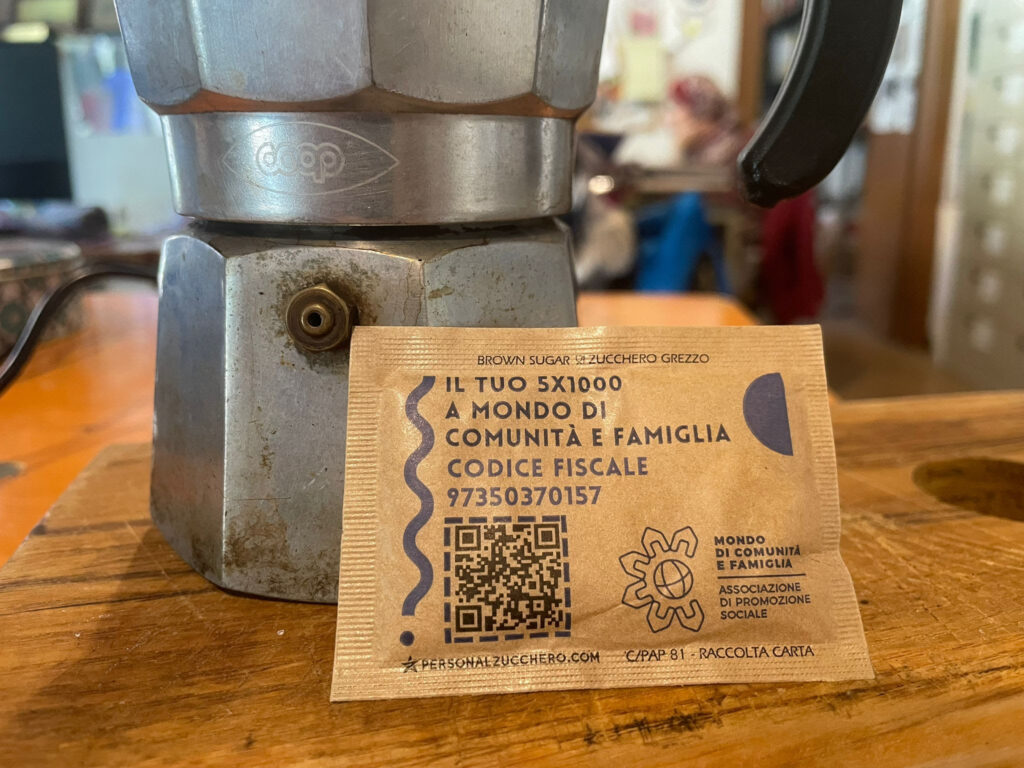 coop
BROWN SUGAR ZUCCHERO GREZZO
IL TUO 5X1000
A MONDO DI
COMUNITÀ E FAMIGLIA
CODICE FISCALE
97350370157
MONDO
DI COMUNITÀ
E FAMIGLIA
ASSOCIAZIONE
DI PROMOZIONE
SOCIALE
PERSONALZUCCHERO.COM
C/PAP 81 - RACCOLTA CARTA